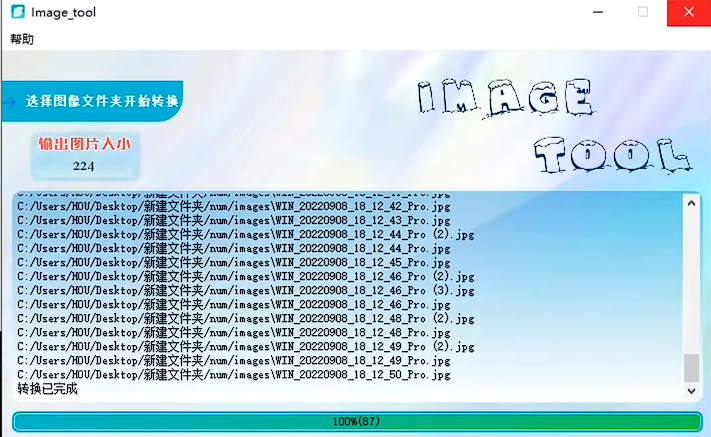 Image_tool
帮助
选择图像文件夹开始转换
IMAGE
TOOL
输出图片大小
224
C:/Users/HOU/Desktop/新建文件夹/num/images\WIN_20220908_18_12_42_Pro.jpg
C:/Users/HOU/Desktop/新建文件夹/num/images\WIN_20220908_18_12_43_Pro.jpg
C:/Users/HOU/Desktop/新建文件夹/num/images\WIN_20220908_18_12_44_Pro (2).jpg
C:/Users/HOU/Desktop/新建文件夹/num/images\WIN_20220908_18_12_44_Pro.jpg
C:/Users/HOU/Desktop/新建文件夹/num/images\WIN_20220908_18_12_45_Pro.jpg
C:/Users/HOU/Desktop/新建文件夹/num/images\WIN_20220908_18_12_46_Pro (2).jpg
C:/Users/HOU/Desktop/新建文件夹/num/images\WIN_20220908_18_12_46_Pro (3).jpg
C:/Users/HOU/Desktop/新建文件夹/num/images\WIN_20220908_18_12_46_Pro.jpg
C:/Users/HOU/Desktop/新建文件夹/num/images\WIN_20220908_18_12_48_Pro (2).jpg
C:/Users/HOU/Desktop/新建文件夹/num/images\WIN_20220908_18_12_48_Pro.jpg
C:/Users/HOU/Desktop/新建文件夹/num/images\WIN_20220908_18_12_49_Pro (2).jpg
C:/Users/HOU/Desktop/新建文件夹/num/images\WIN_20220908_18_12_49_Pro.jpg
C:/Users/HOU/Desktop/新建文件夹/num/images\WIN_20220908_18_12_50_Pro.jpg
转换已完成
100%(87)